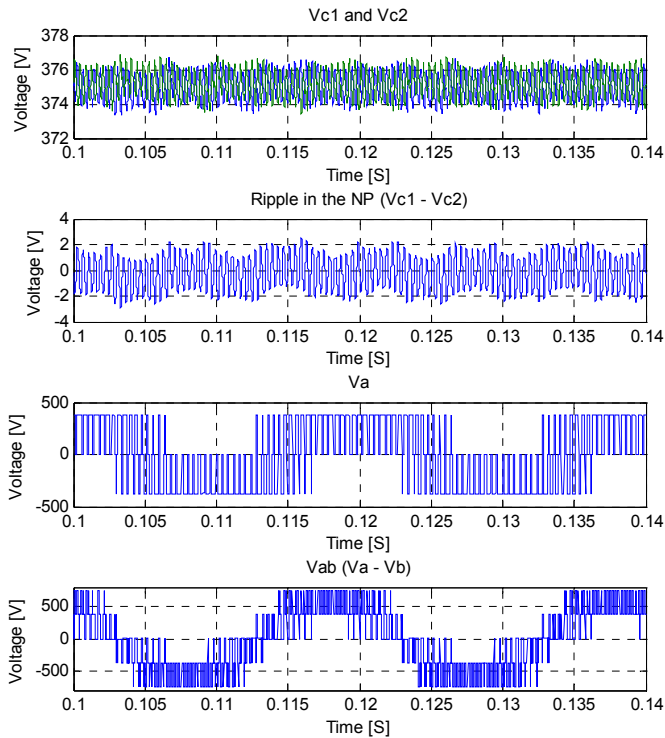 Vc1 and Vc2
378
376
374
372
Voltage [V]
0.1 0.105 0.11 0.115 0.12 0.125 0.13 0.135 0.14
Time [S]
Ripple in the NP (Vc1 - Vc2)
4
2
0
-2
-4
Voltage [V]
0.1 0.105 0.11 0.115 0.12 0.125 0.13 0.135 0.14
Time [S]
Va
500
0
-500
Voltage [V]
0.1 0.105 0.11 0.115 0.12 0.125 0.13 0.135 0.14
Time [S]
Vab (Va - Vb)
500
0
-500
Voltage [V]
0.1 0.105 0.11 0.115 0.12 0.125 0.13 0.135 0.14
Time [S]